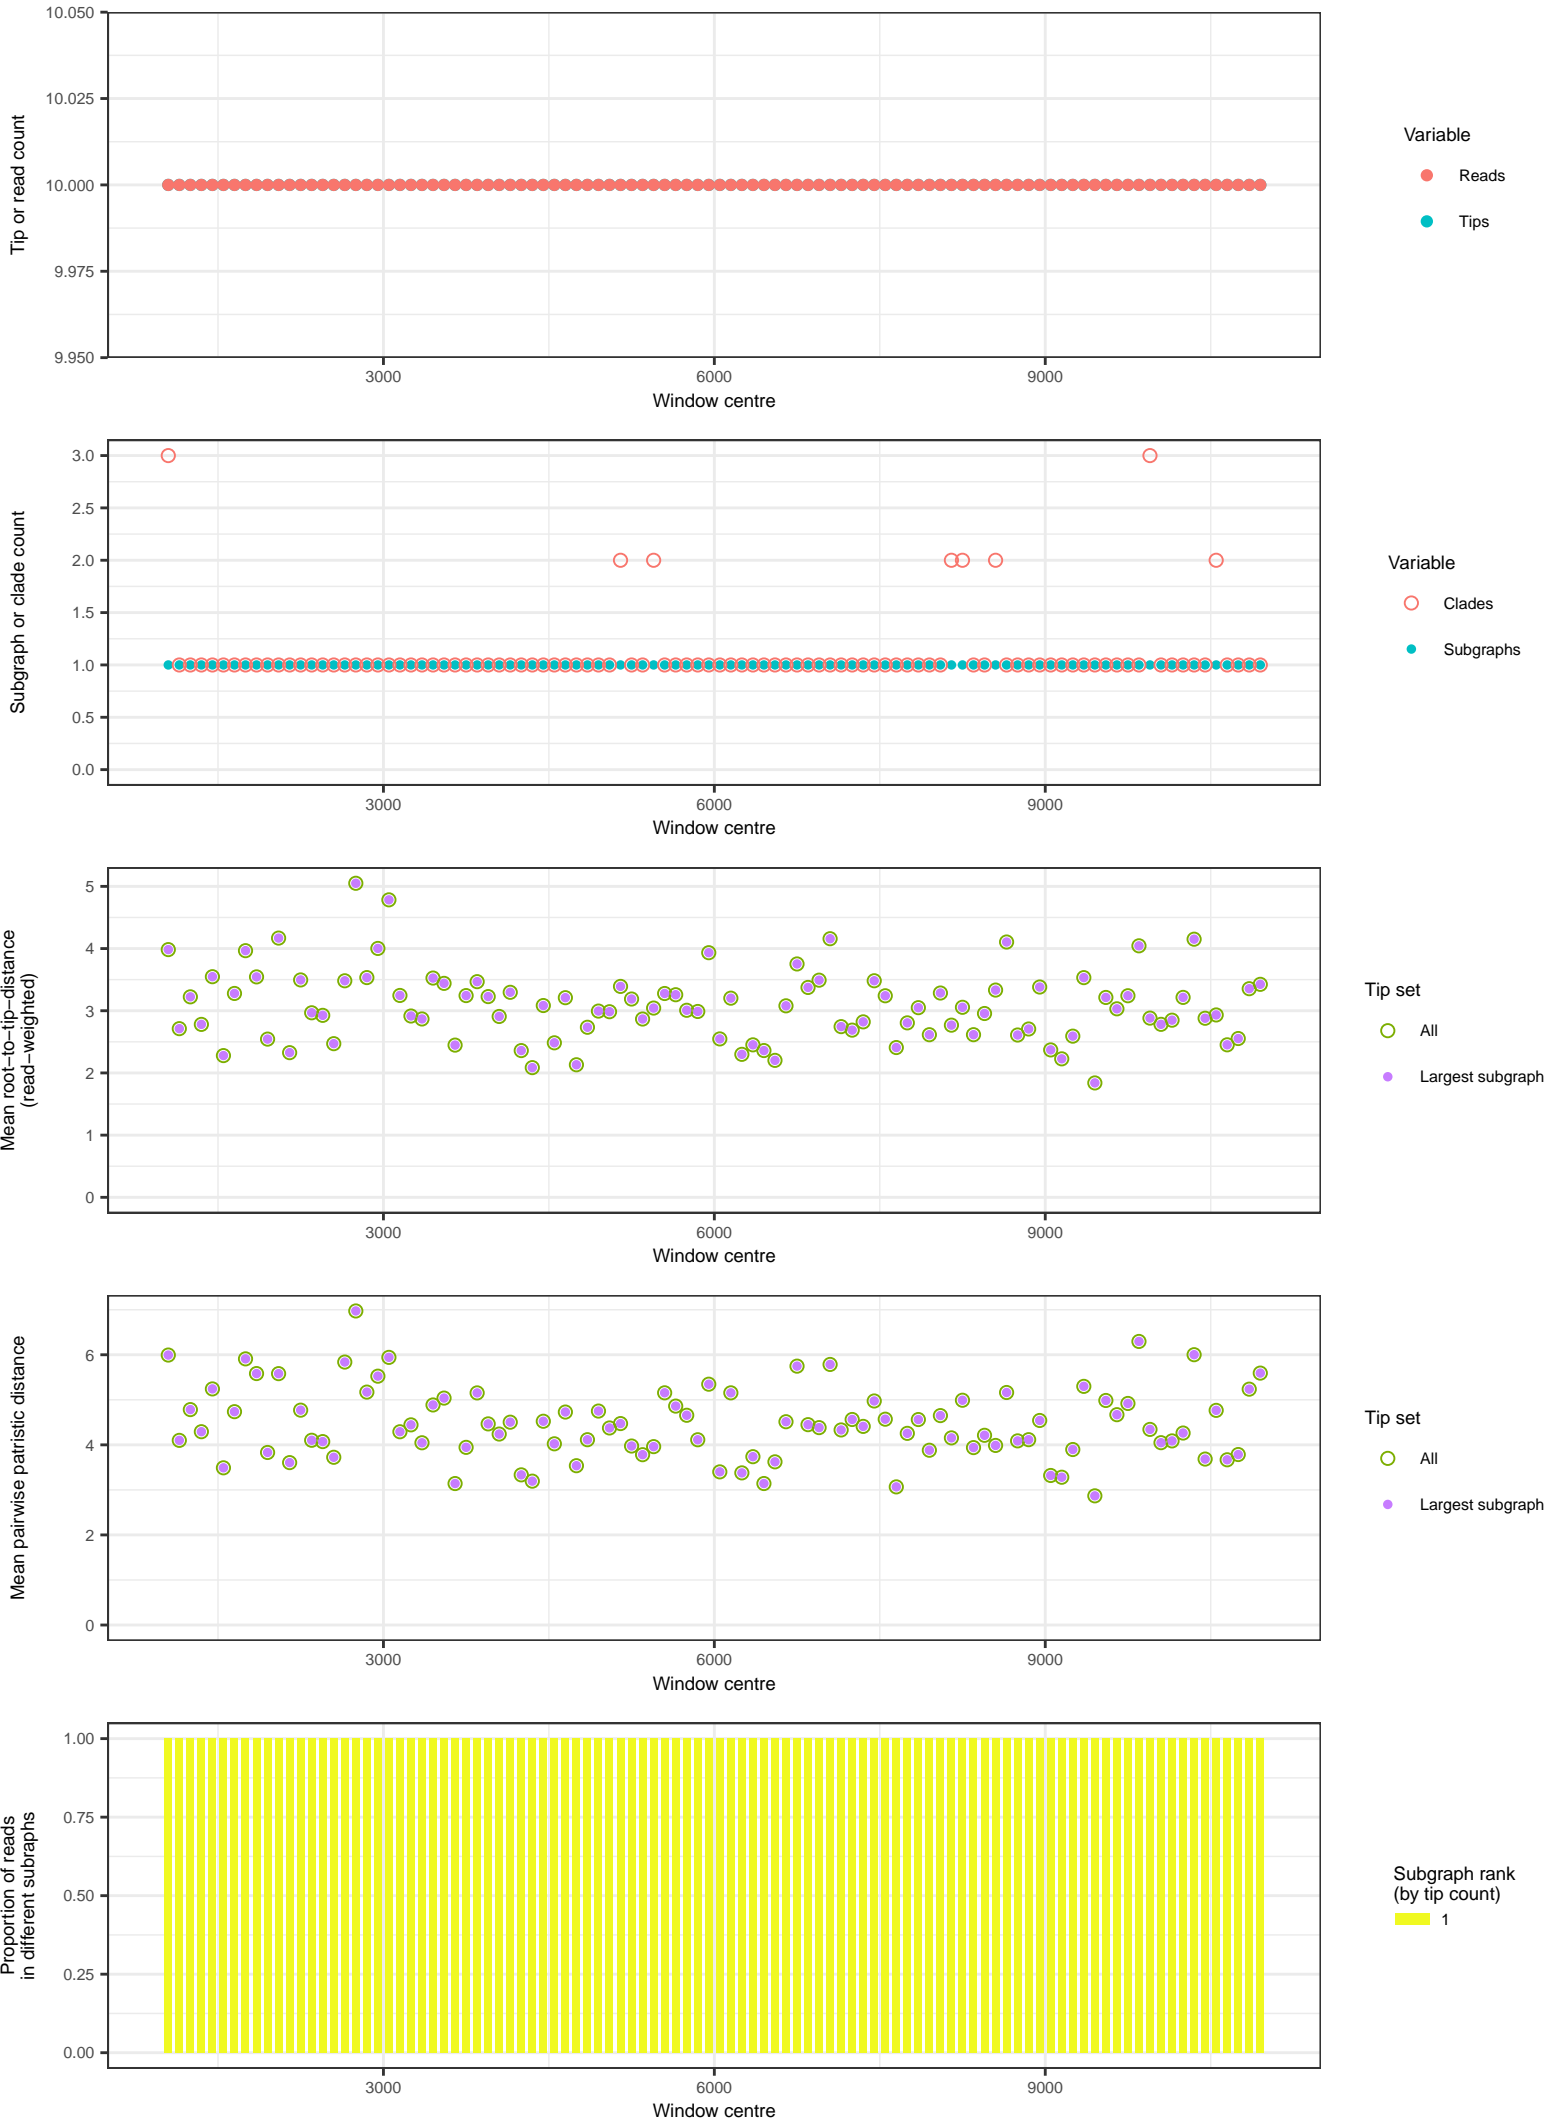 10.050
10.025
10.000
9.975
9.950
Tip or read count
3000 6000 9000
Window centre
Variable
Reads
Tips
3.0
2.5
2.0
1.5
1.0
0.5
0.0
Subgraph or clade count
3000 6000 9000
Window centre
Variable
Clades
Subgraphs
5
4
3
2
1
0
Mean root−to−tip−distance
(read−weighted)
3000 6000 9000
Window centre
Tip set
All
Largest subgraph
6
4
2
0
Mean pairwise patristic distance
3000 6000 9000
Window centre
Tip set
All
Largest subgraph
1.00
0.75
0.50
0.25
0.00
Proportion of reads
in different subraphs
3000 6000 9000
Window centre
Subgraph rank
(by tip count)
1